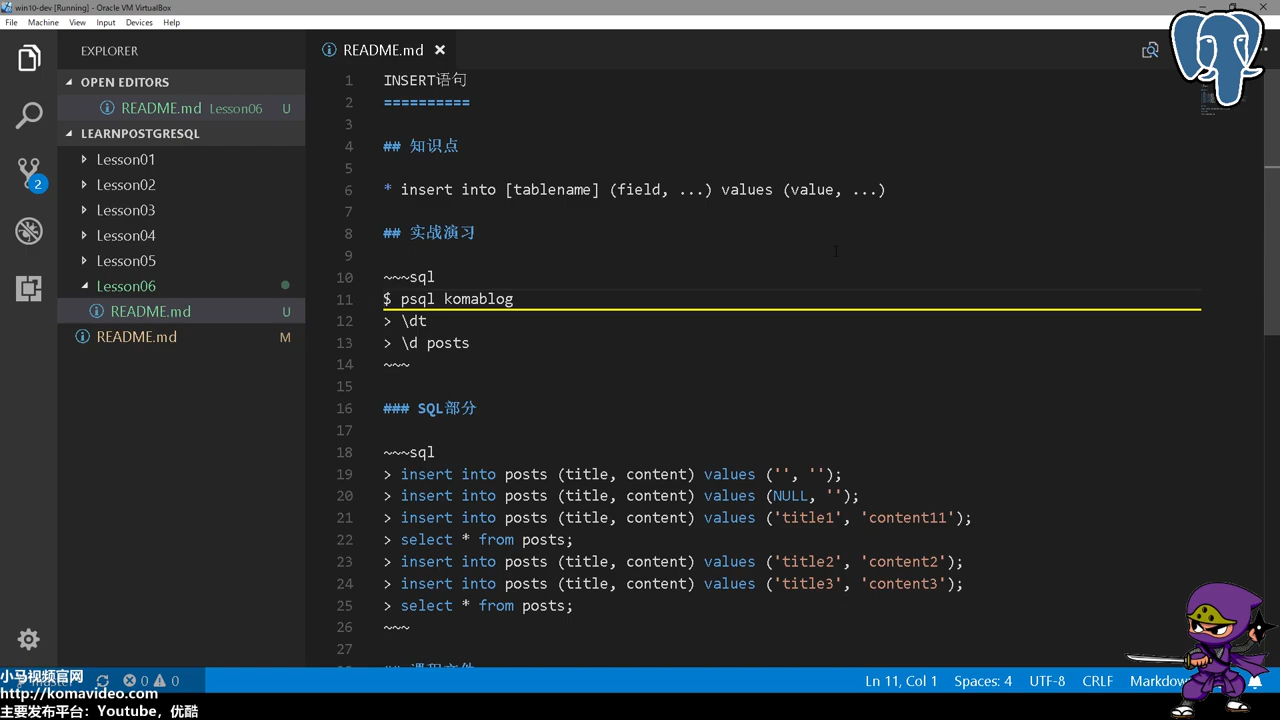 win10-dev [Running] - Oracle VM VirtualBox
File Machine View Input Devices Help
EXPLORER
OPEN EDITORS
README.md Lesson06 U
LEARNPOSTGRESQL
Lesson01
Lesson02
Lesson03
Lesson04
Lesson05
Lesson06
README.md U
README.md M
2
README.md
1 INSERT语句
2 ==========
3
4 ## 知识点
5
6 * insert into [tablename] (field, ...) values (value, ...)
7
8 ## 实战演习
9
10 ~~~sql
11 $ psql komablog
12 > \dt
13 > \d posts
14 ~~~
15
16 ### SQL部分
17
18 ~~~sql
19 > insert into posts (title, content) values ('', '');
20 > insert into posts (title, content) values (NULL, '');
21 > insert into posts (title, content) values ('title1', 'content11');
22 > select * from posts;
23 > insert into posts (title, content) values ('title2', 'content2');
24 > insert into posts (title, content) values ('title3', 'content3');
25 > select * from posts;
26 ~~~
27
小马视频官网
http://komavideo.com
主要发布平台：Youtube，优酷
0 0
Ln 11, Col 1 Spaces: 4 UTF-8 CRLF Markdow